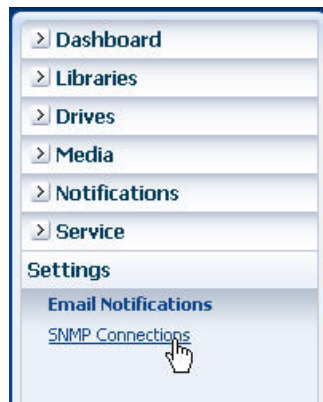 Dashboard
Libraries
Drives
Media
Notifications
Service
Settings
Email Notifications
SNMP Connections